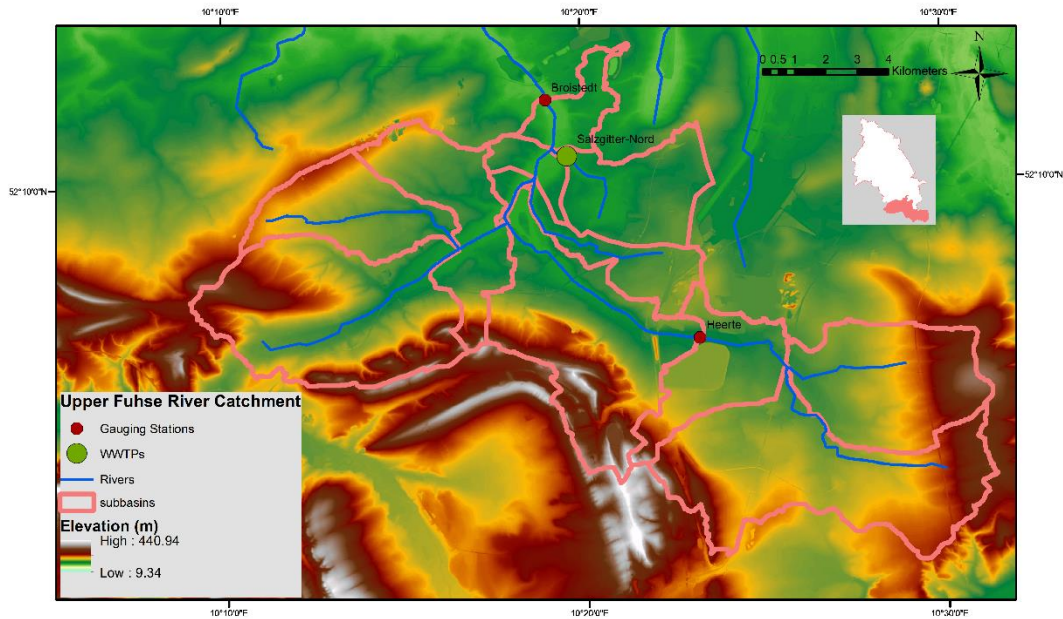 10°10'0"E
10°20'0"E
10°30'0"E
N
0 0.5 1 2 3 4
Kilometers
Broistedt
Salzgitter-Nord
52°10'0"N
52°10'0"N
Heerte
Upper Fuhse River Catchment
Gauging Stations
WWTPs
Rivers
subbasins
Elevation (m)
High : 440.94
Low : 9.34
10°10'0"E
10°20'0"E
10°30'0"E